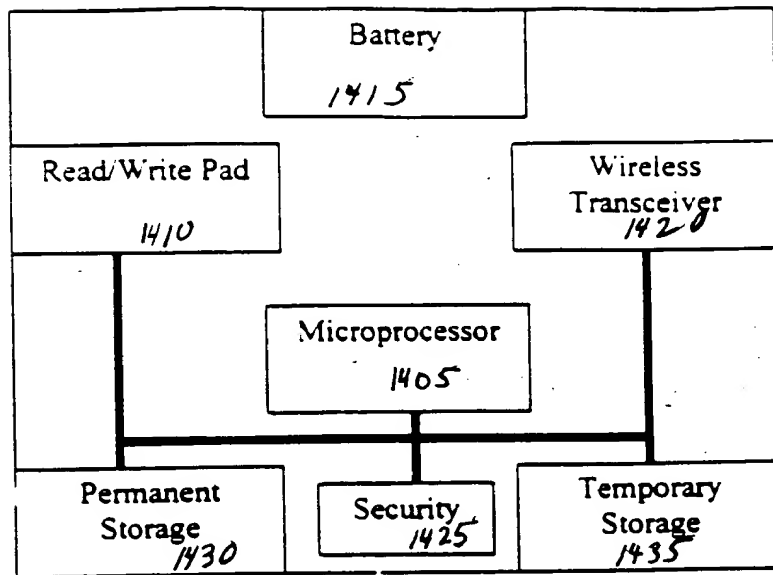 Battery
1415
Read/Write Pad
1410
Wireless
Transceiver
1420
Microprocessor
1405
Permanent
Storage
1430
Security
1425
Temporary
Storage
1435